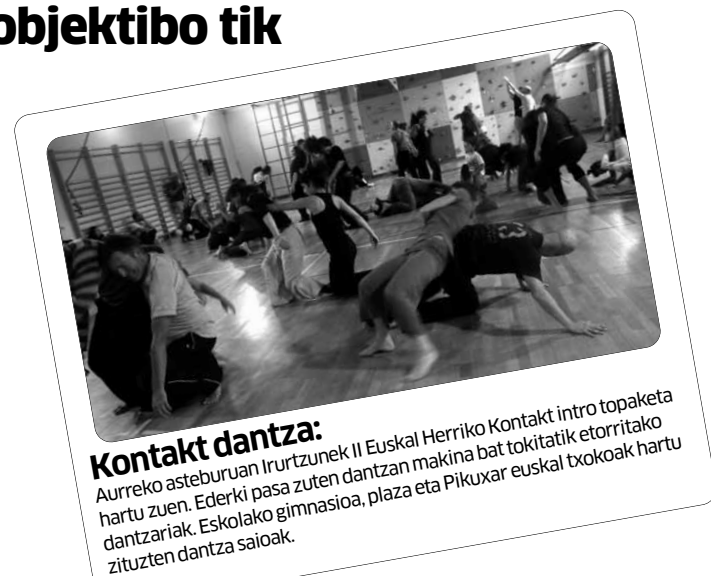 objektibo tik
Kontakt dantza:
Aurreko asteburuan Irurtzunek II Euskal Herriko Kontakt intro topaketa
hartu zuen. Ederki pasa zuten dantzan makina bat tokitatik etorritako
dantzariak. Eskolako gimnasioa, plaza eta Pikuxar euskal txokoak hartu
zituzten dantza saioak.